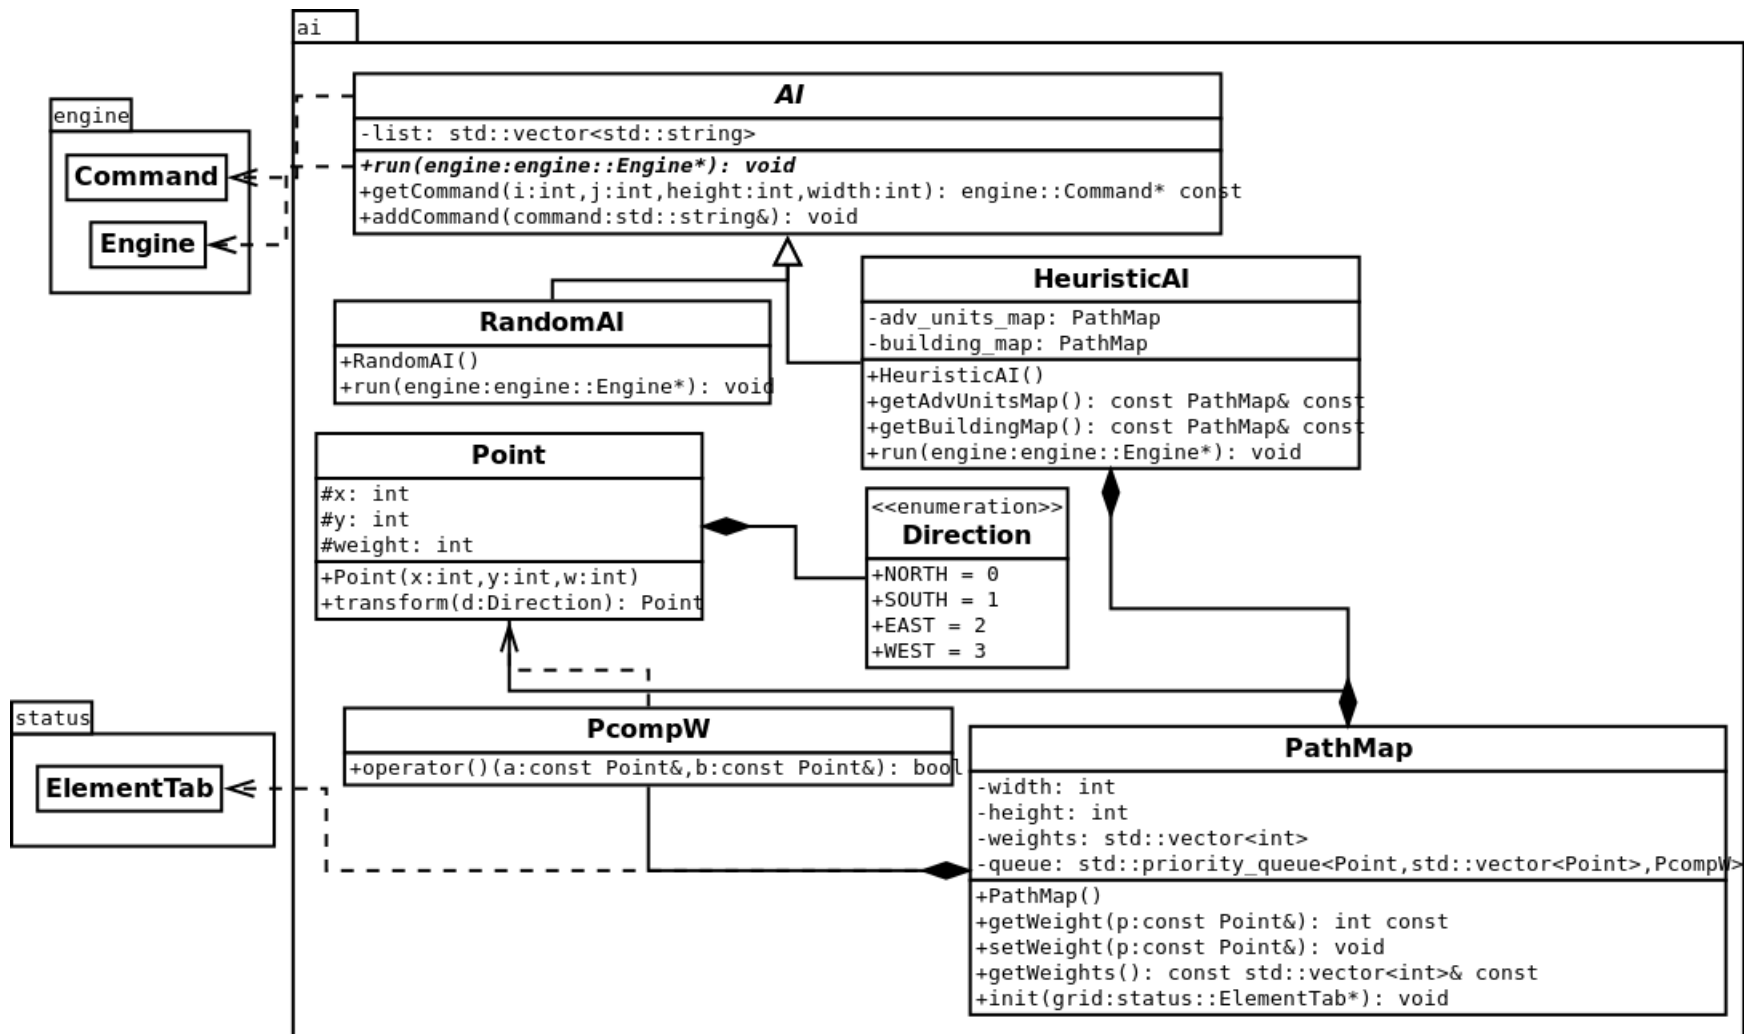 ai
engine
Command
Engine
AI
-list: std::vector<std::string>
+run(engine:engine::Engine*): void
+getCommand(i:int,j:int,height:int,width:int): engine::Command* const
+addCommand(command:std::string&): void
RandomAI
+RandomAI()
+run(engine:engine::Engine*): void
HeuristicAI
-adv_units_map: PathMap
-building_map: PathMap
+HeuristicAI()
+getAdvUnitsMap(): const PathMap& const
+getBuildingMap(): const PathMap& const
+run(engine:engine::Engine*): void
Point
#x: int
#y: int
#weight: int
+Point(x:int,y:int,w:int)
+transform(d:Direction): Point
<<enumeration>>
Direction
+NORTH = 0
+SOUTH = 1
+EAST = 2
+WEST = 3
status
ElementTab
PcompW
+operator()(a:const Point&,b:const Point&): bool
PathMap
-width: int
-height: int
-weights: std::vector<int>
-queue: std::priority_queue<Point,std::vector<Point>,PcompW>
+PathMap()
+getWeight(p:const Point&): int const
+setWeight(p:const Point&): void
+getWeights(): const std::vector<int>& const
+init(grid:status::ElementTab*): void